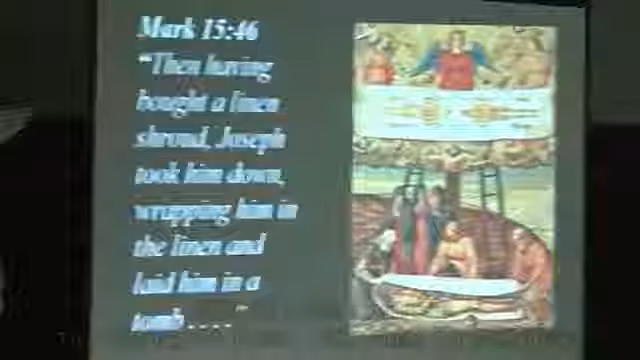 Mark 15:46
"Then having
bought a linen
shroud, Joseph
took him down,
wrapping him in
the linen and
laid him in a
tomb...."